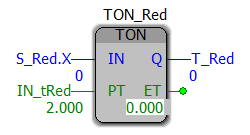 TON_Red
TON
S_Red.X IN Q T_Red
0 0
IN_tRed PT ET
2.000 0.000